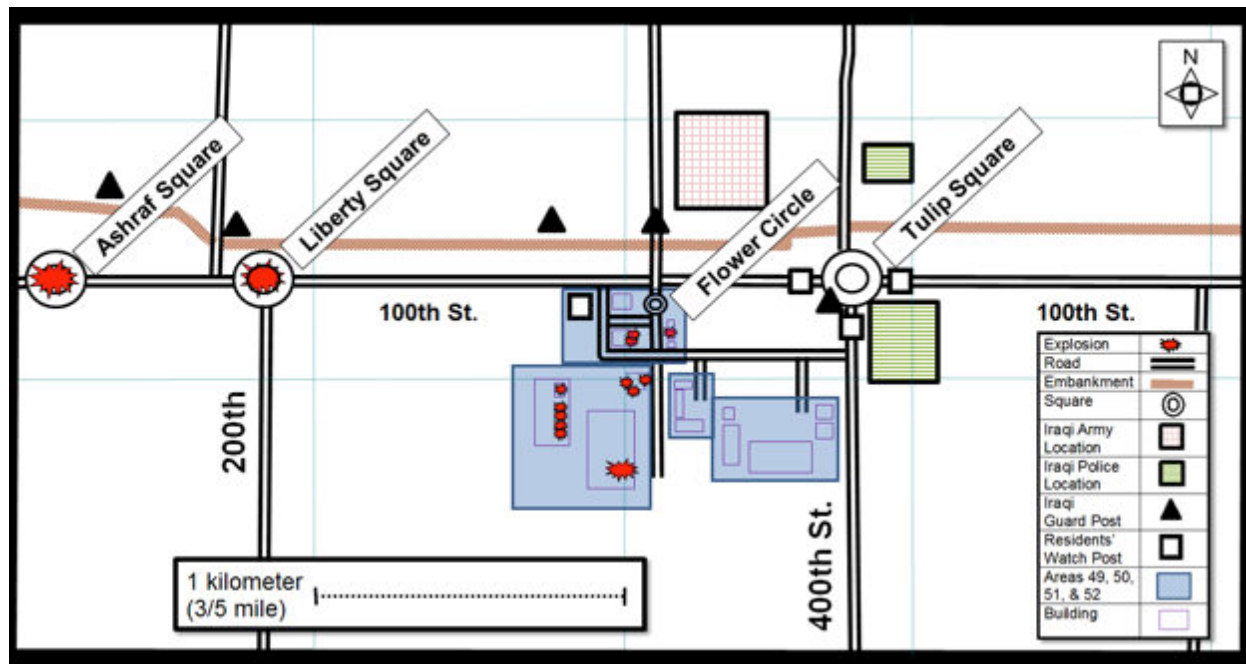 N
Ashraf Square
Liberty Square
Flower Circle
Tulip Square
100th St.
100th St.
200th
400th St.
1 kilometer
(3/5 mile)
Explosion
Road
Embankment
Square
Iraqi Army
Location
Iraqi Police
Location
Iraqi
Guard Post
Residents'
Watch Post
Areas 49, 50,
51, & 52
Building